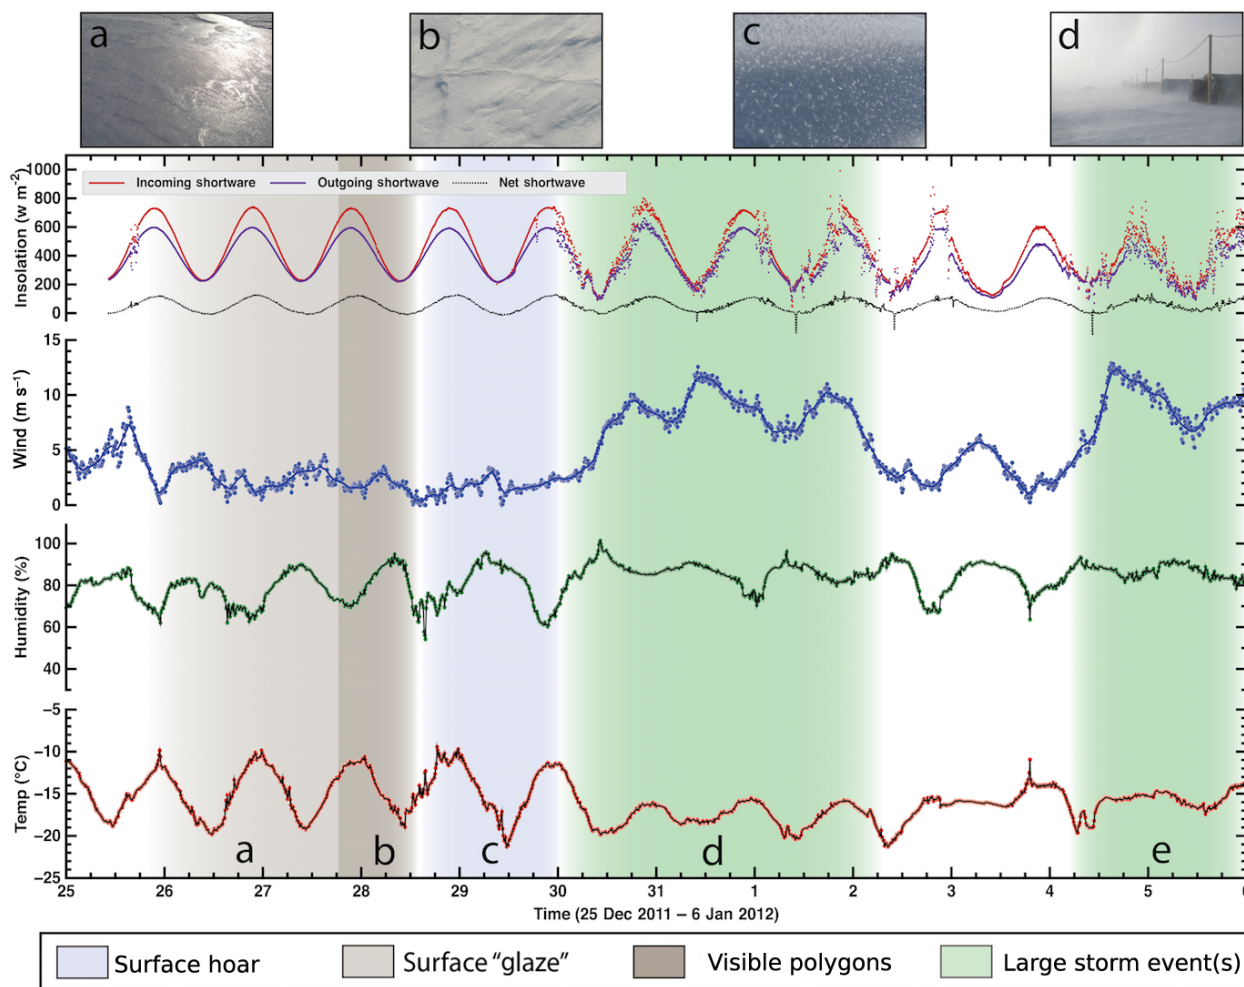 a b c d
1000
800
600
400
200
0
Insolation (w m⁻²)
Incoming shortware Outgoing shortwave Net shortwave
15
10
5
0
Wind (m s⁻¹)
100
80
60
40
Humidity (%)
−5
−10
−15
−20
−25
Temp (°C)
a b c d e
25 26 27 28 29 30 31 1 2 3 4 5
Time (25 Dec 2011 – 6 Jan 2012)
Surface hoar Surface “glaze” Visible polygons Large storm event(s)